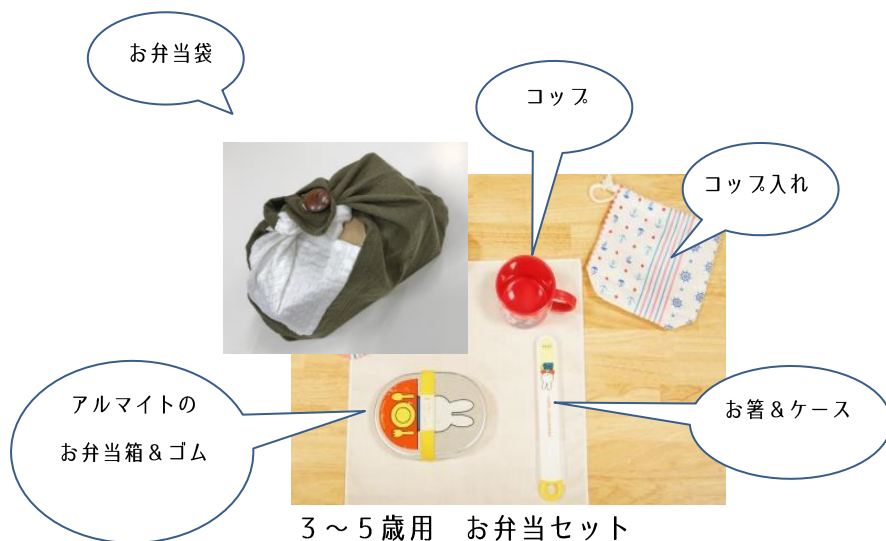 お弁当袋
コップ
コップ入れ
アルマイトの
お弁当箱＆ゴム
お箸＆ケース
３～５歳用　お弁当セット